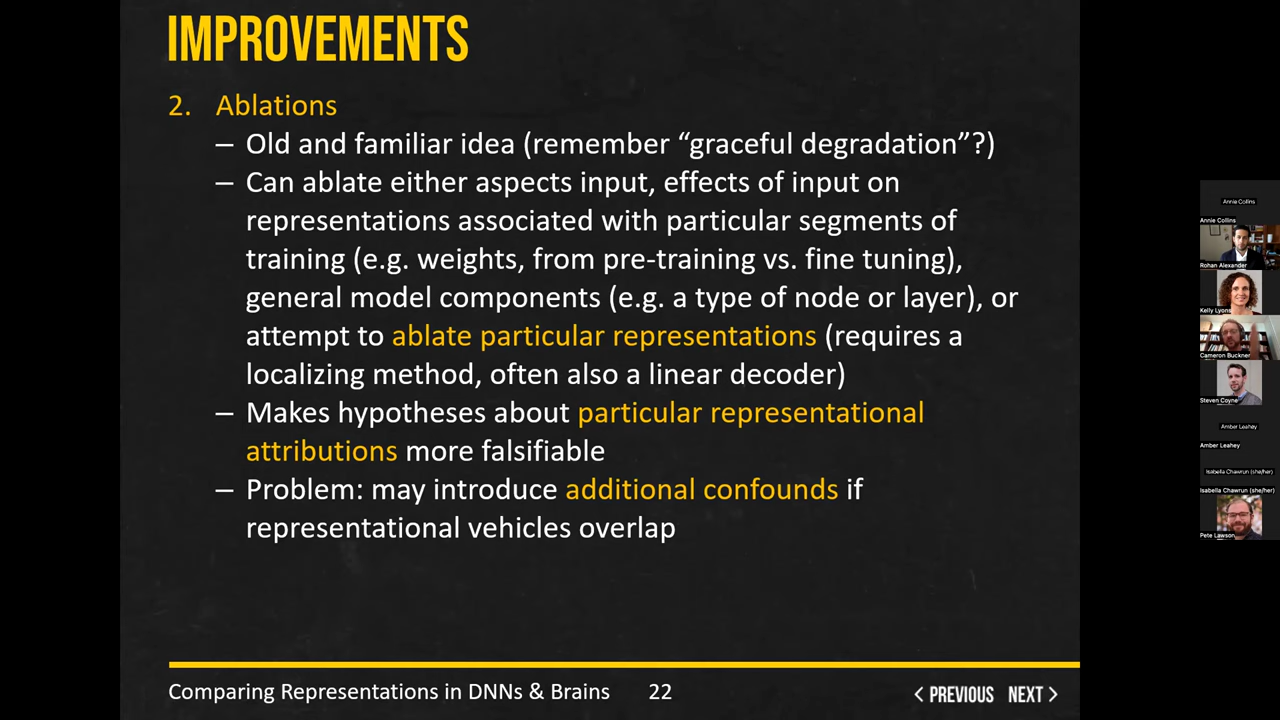 IMPROVEMENTS
2. Ablations
– Old and familiar idea (remember “graceful degradation”?)
– Can ablate either aspects input, effects of input on
representations associated with particular segments of
training (e.g. weights, from pre-training vs. fine tuning),
general model components (e.g. a type of node or layer), or
attempt to ablate particular representations (requires a
localizing method, often also a linear decoder)
– Makes hypotheses about particular representational
attributions more falsifiable
– Problem: may introduce additional confounds if
representational vehicles overlap
Comparing Representations in DNNs & Brains 22
< PREVIOUS NEXT >
Annie Collins
Annie Collins
Rohan Alexander
Kelly Lyons
Cameron Buckner
Steven Coyne
Amber Leahey
Amber Leahey
Isabella Chawrun (she/her)
Isabella Chawrun (she/her)
Pete Lawson